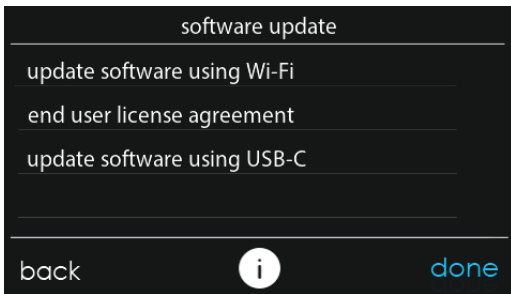 software update
update software using Wi-Fi
end user license agreement
update software using USB-C
back
i
done